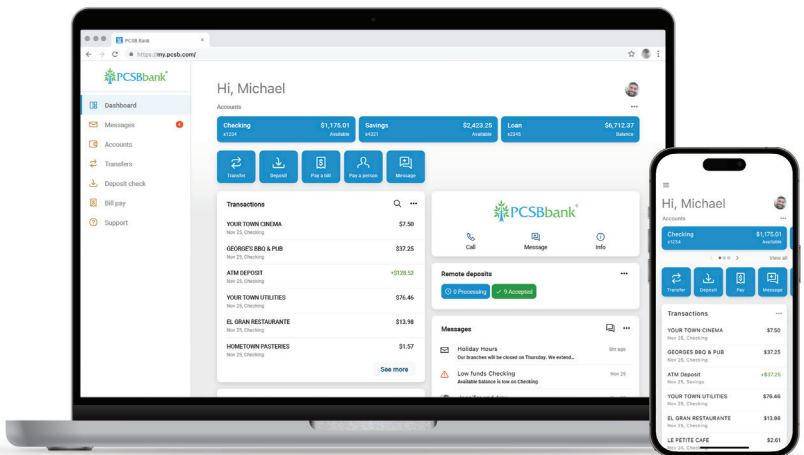 PCSB Bank
https://my.pcsb.com/
PCSBbank
Dashboard
Messages
Accounts
Transfers
Deposit check
Bill pay
Support
Hi, Michael
Accounts
Checking $1,175.01
x1234 Available
Savings $2,423.25
x4321 Available
Loan $6,712.37
x2345 Balance
Transfer
Deposit
Pay a bill
Pay a person
Message
Transactions
YOUR TOWN CINEMA $7.50
Nov 25, Checking
GEORGE'S BBQ & PUB $37.25
Nov 25, Checking
ATM DEPOSIT +$128.52
Nov 25, Checking
YOUR TOWN UTILITIES $76.46
Nov 25, Checking
EL GRAN RESTAURANTE $13.98
Nov 25, Checking
HOMETOWN PASTERIES $1.57
Nov 25, Checking
See more
PCSBbank
Call
Message
Info
Remote deposits
0 Processing
9 Accepted
Messages
Holiday Hours 8hr ago
Our branches will be closed on Thursday. We extend...
Low funds Checking Nov 25
Available balance is low on Checking
Hi, Michael
Accounts
Checking $1,175.01
x1234 Available
View all
Transfer
Deposit
Pay
Message
Transactions
YOUR TOWN CINEMA $7.50
Nov 25, Checking
GEORGES BBQ & PUB $37.25
Nov 25, Checking
ATM Deposit +$37.25
Nov 25, Savings
YOUR TOWN UTILITIES $76.46
Nov 25, Checking
EL GRAN RESTAURANTE
Nov 25, Checking
LE PETITE CAFE $2.61
Nov 25, Checking